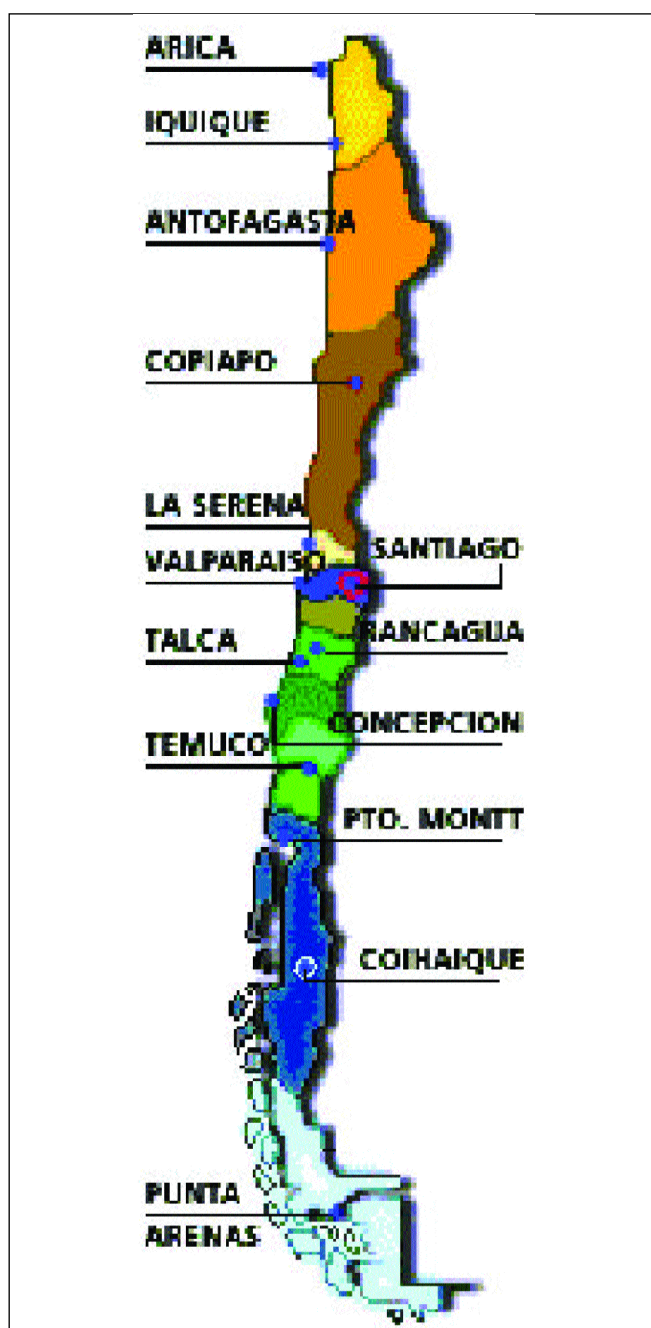 ARICA
IQUIQUE
ANTOFAGASTA
COPIAPO
LA SERENA
SANTIAGO
VALPARAISO
RANCAGUA
TALCA
CONCEPCION
TEMUCO
PTO. MONTT
COIHAIQUE
PUNTA
ARENAS